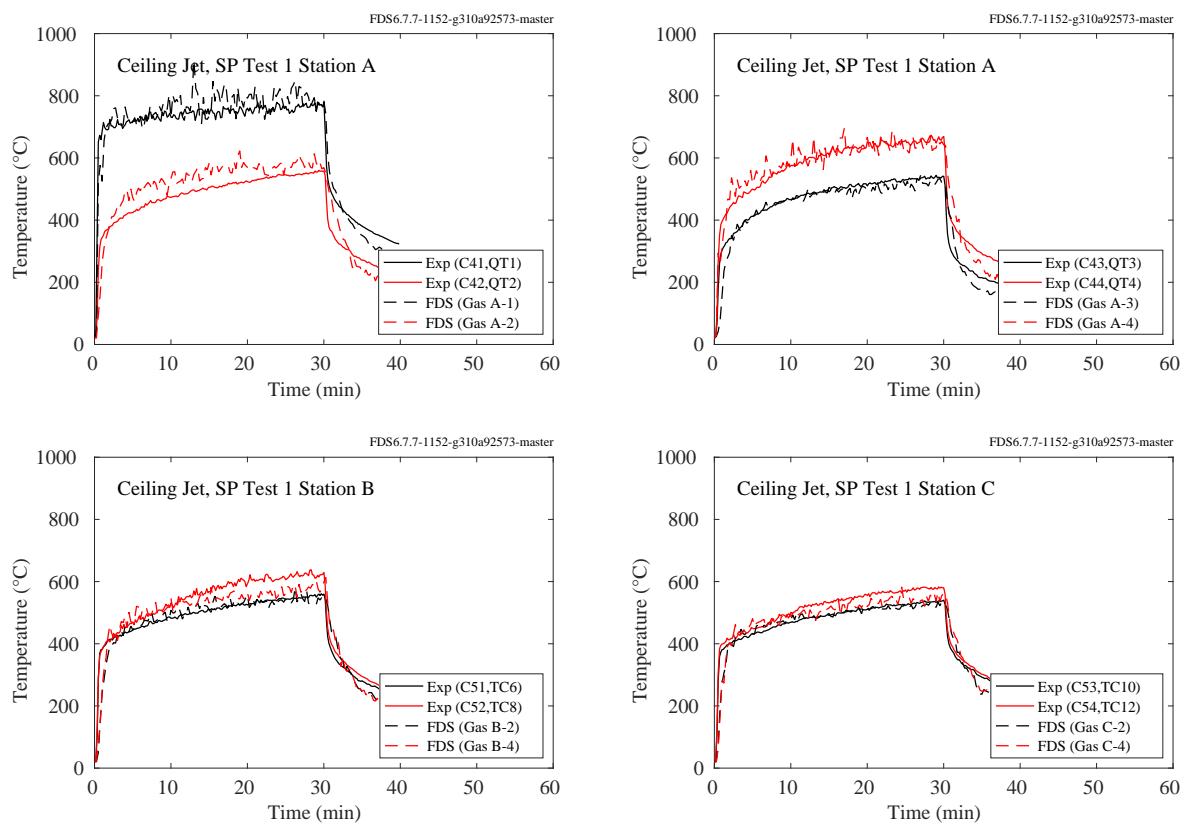 FDS6.7.7-1152-g310a92573-master
Ceiling Jet, SP Test 1 Station A
Temperature (°C)
1000
800
600
400
200
0
0 10 20 30 40 50 60
Time (min)
Exp (C41,QT1)
Exp (C42,QT2)
FDS (Gas A-1)
FDS (Gas A-2)
FDS6.7.7-1152-g310a92573-master
Ceiling Jet, SP Test 1 Station A
Temperature (°C)
1000
800
600
400
200
0
0 10 20 30 40 50 60
Time (min)
Exp (C43,QT3)
Exp (C44,QT4)
FDS (Gas A-3)
FDS (Gas A-4)
FDS6.7.7-1152-g310a92573-master
Ceiling Jet, SP Test 1 Station B
Temperature (°C)
1000
800
600
400
200
0
0 10 20 30 40 50 60
Time (min)
Exp (C51,TC6)
Exp (C52,TC8)
FDS (Gas B-2)
FDS (Gas B-4)
FDS6.7.7-1152-g310a92573-master
Ceiling Jet, SP Test 1 Station C
Temperature (°C)
1000
800
600
400
200
0
0 10 20 30 40 50 60
Time (min)
Exp (C53,TC10)
Exp (C54,TC12)
FDS (Gas C-2)
FDS (Gas C-4)